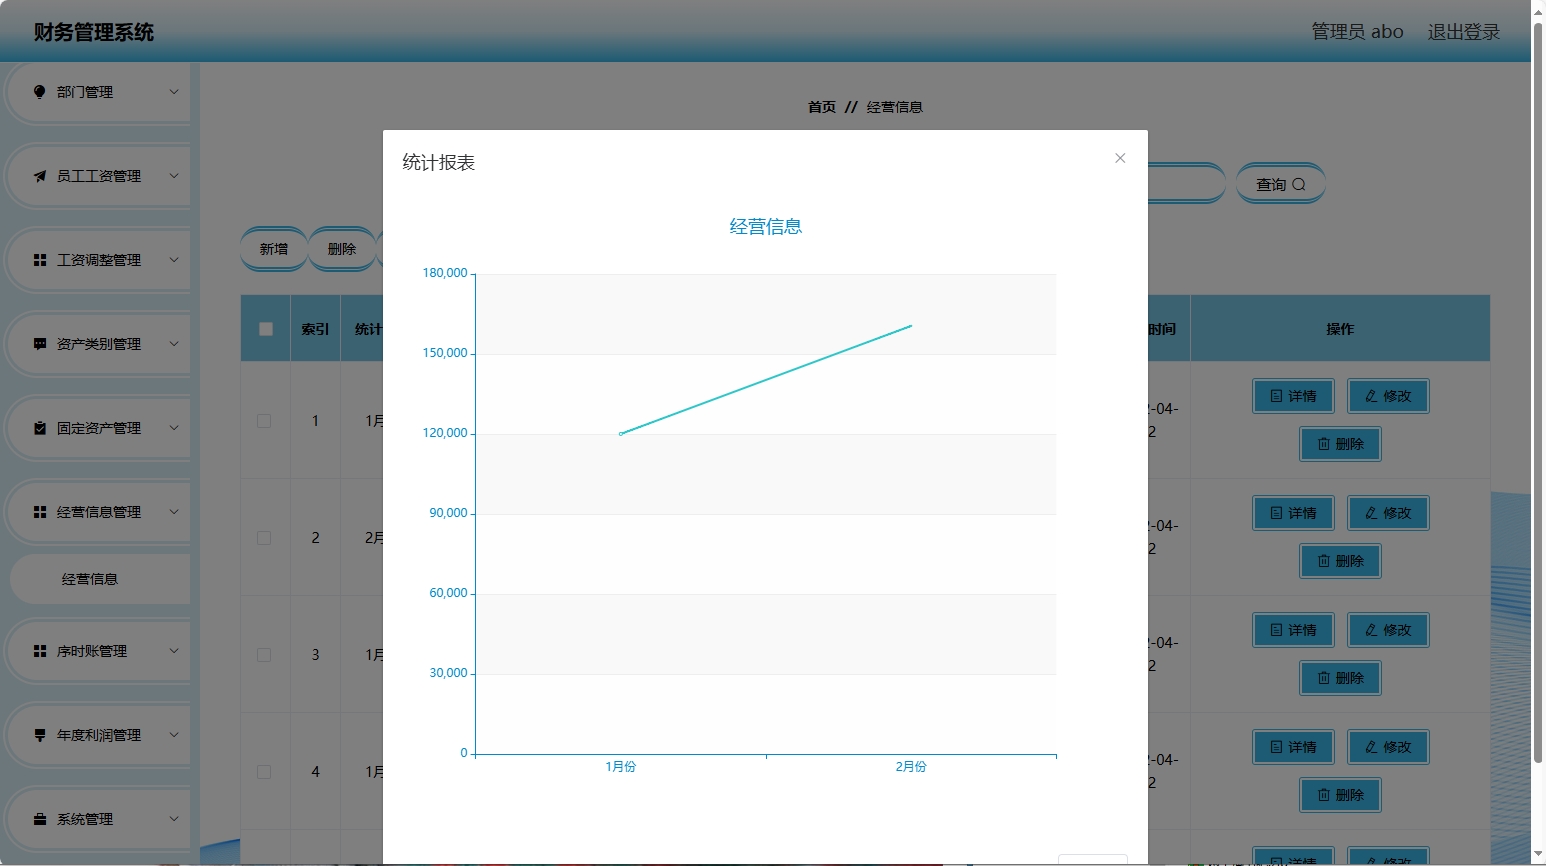 财务管理系统
管理员 abo
退出登录
部门管理
员工工资管理
工资调整管理
资产类别管理
固定资产管理
经营信息管理
经营信息
序时账管理
年度利润管理
系统管理
首页 // 经营信息
查询
新增
删除
索引
统计
时间
操作
1
1月
2-04-
2
详情
修改
删除
2
2月
2-04-
2
详情
修改
删除
3
1月
2-04-
2
详情
修改
删除
4
1月
2-04-
2
详情
修改
删除
详情
修改
统计报表
经营信息
180,000
150,000
120,000
90,000
60,000
30,000
0
1月份
2月份